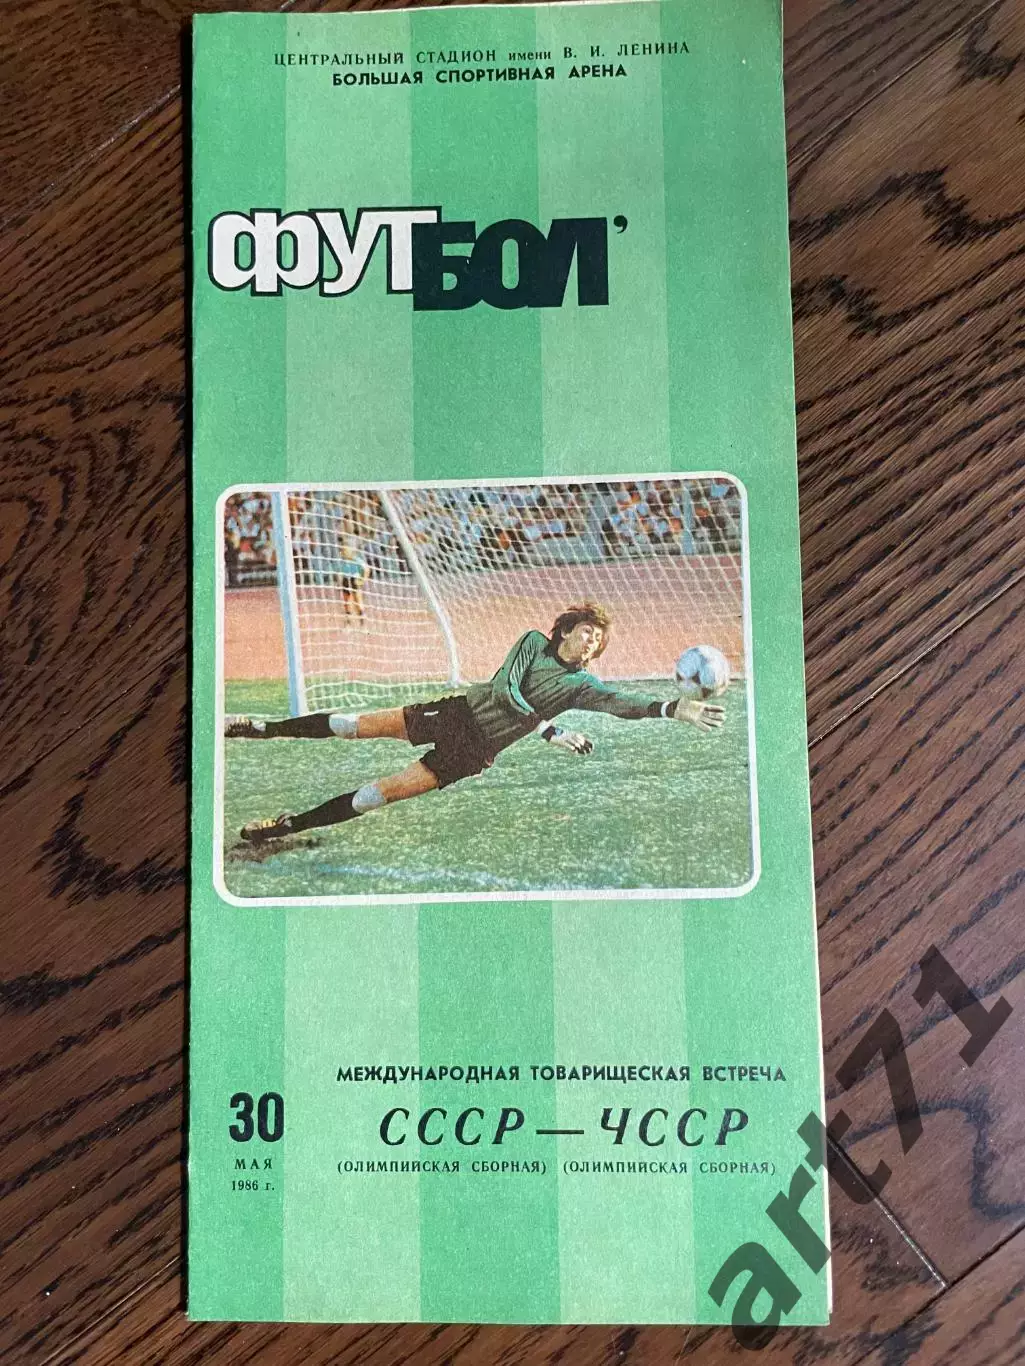 ЦЕНТРАЛЬНЫЙ СТАДИОН имени В. И. ЛЕНИНА
БОЛЬШАЯ СПОРТИВНАЯ АРЕНА
ФУТБОЛ'
МЕЖДУНАРОДНАЯ ТОВАРИЩЕСКАЯ ВСТРЕЧА
30
МАЯ
1986 г.
СССР — ЧССР
(ОЛИМПИЙСКАЯ СБОРНАЯ) (ОЛИМПИЙСКАЯ СБОРНАЯ)
art71